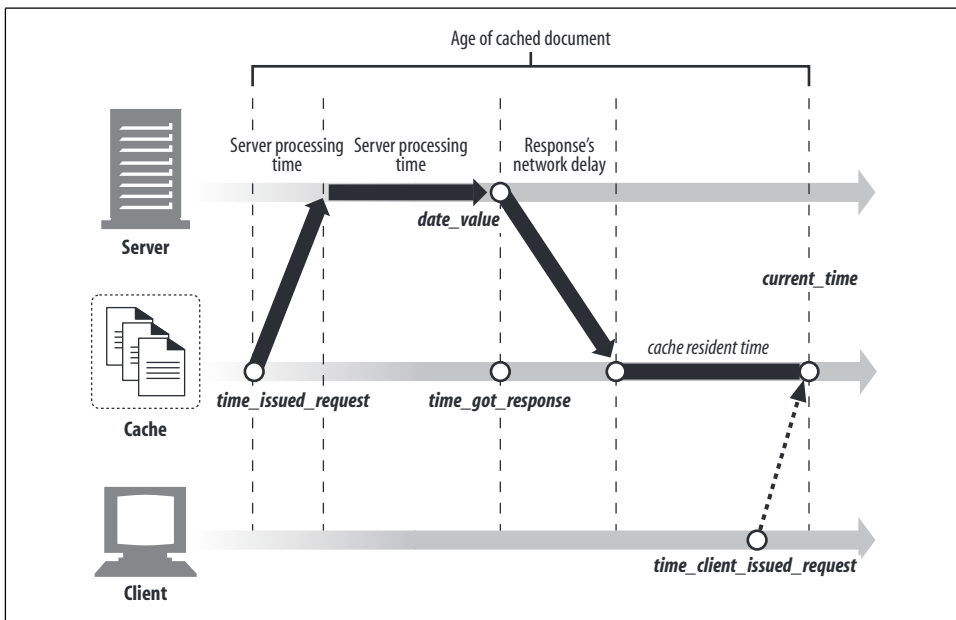 Age of cached document
Server processing
time
Server processing
time
Response's
network delay
date_value
Server
current_time
cache resident time
time_issued_request
time_got_response
Cache
time_client_issued_request
Client